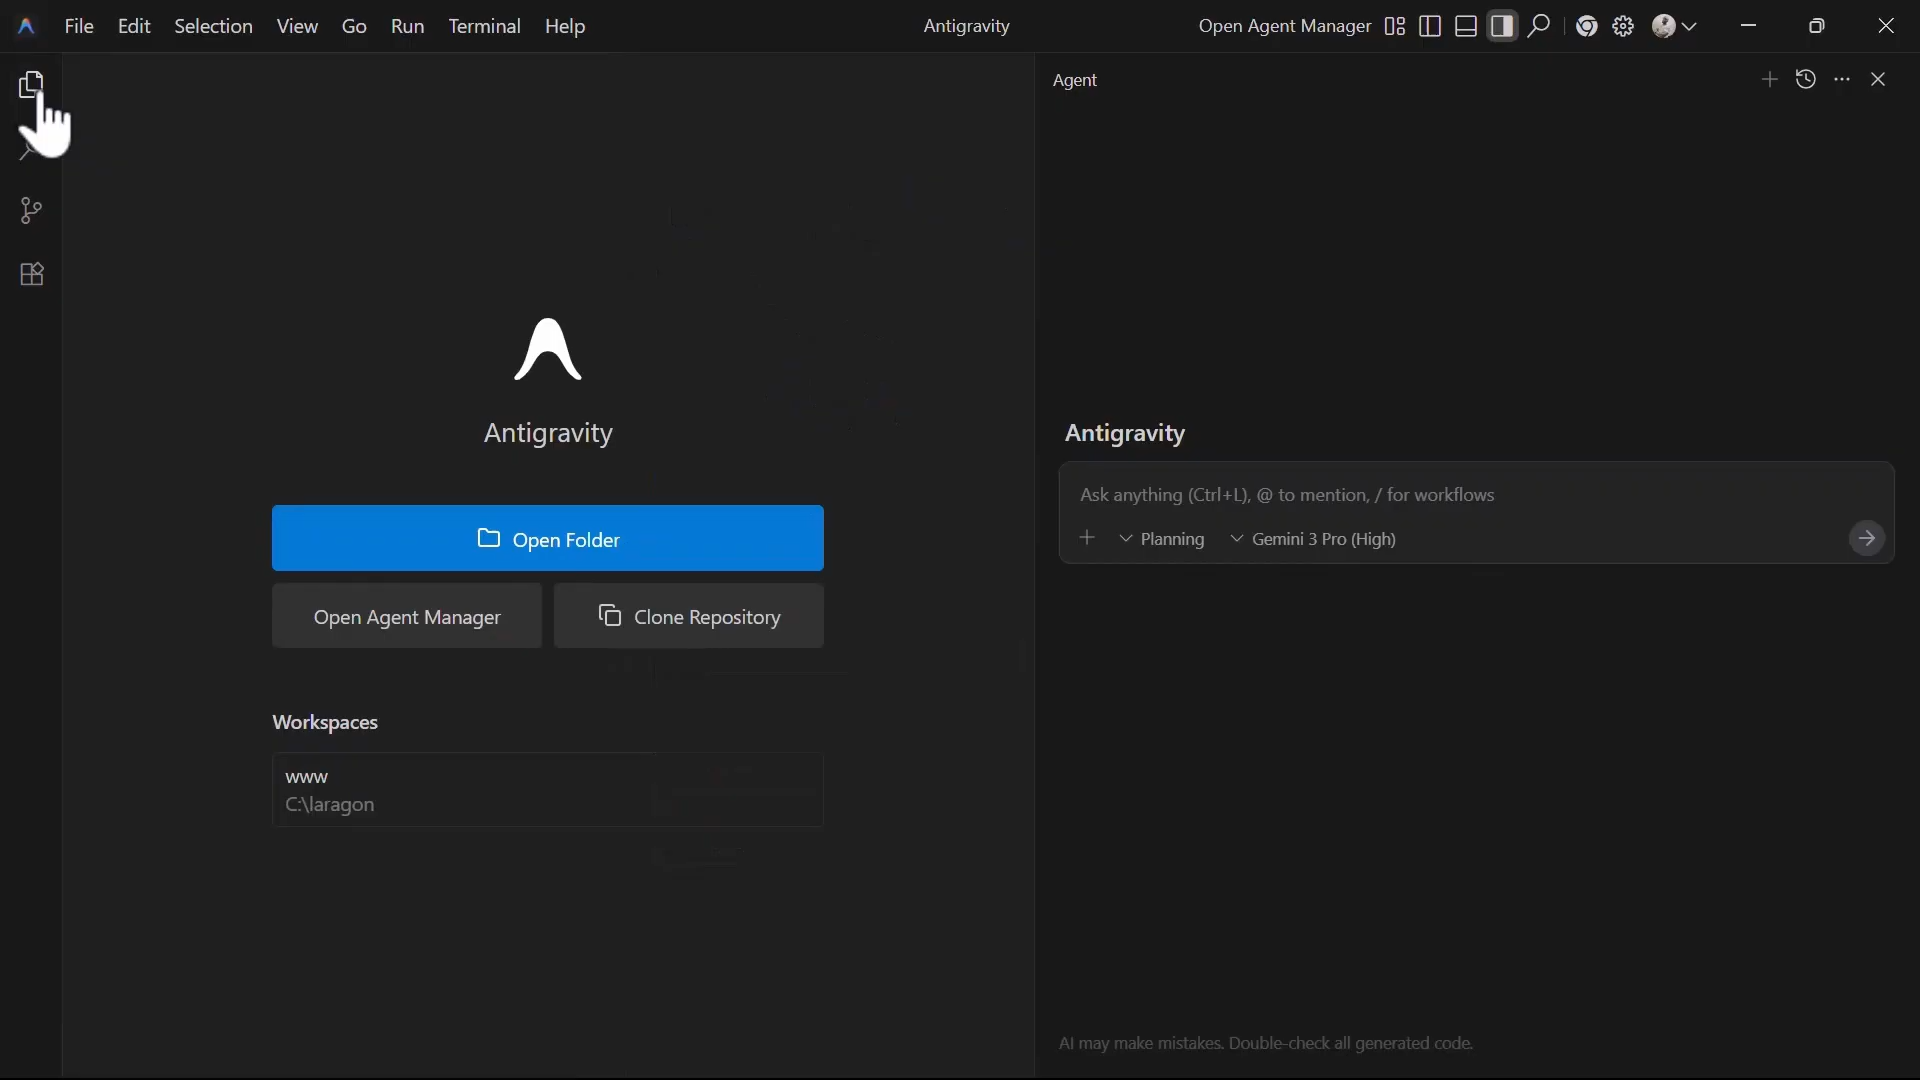 File Edit Selection View Go Run Terminal Help Antigravity Open Agent Manager
Agent
Antigravity
Open Folder
Open Agent Manager Clone Repository
Workspaces
www
C:\laragon
Antigravity
Ask anything (Ctrl+L), @ to mention, / for workflows
Planning Gemini 3 Pro (High)
AI may make mistakes. Double-check all generated code.